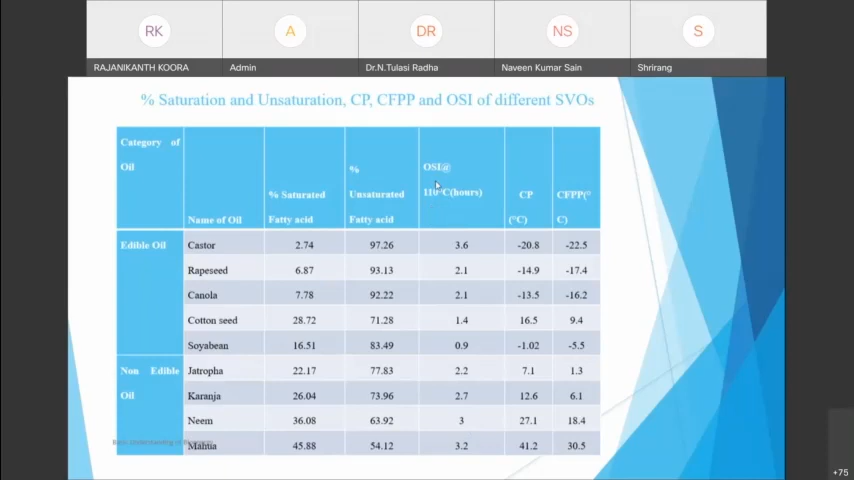 RK A DR NS S
RAJANIKANTH KOORA Admin Dr.N.Tulasi Radha Naveen Kumar Sain Shrirang
% Saturation and Unsaturation, CP, CFPP and OSI of different SVOs
Category of Oil Name of Oil % Saturated Fatty acid % Unsaturated Fatty acid OSI@ 110°C(hours) CP (°C) CFPP(° C)
Edible Oil Castor 2.74 97.26 3.6 -20.8 -22.5
Rapeseed 6.87 93.13 2.1 -14.9 -17.4
Canola 7.78 92.22 2.1 -13.5 -16.2
Cotton seed 28.72 71.28 1.4 16.5 9.4
Soyabean 16.51 83.49 0.9 -1.02 -5.5
Non Edible Oil Jatropha 22.17 77.83 2.2 7.1 1.3
Karanja 26.04 73.96 2.7 12.6 6.1
Neem 36.08 63.92 3 27.1 18.4
Mahua 45.88 54.12 3.2 41.2 30.5
+75